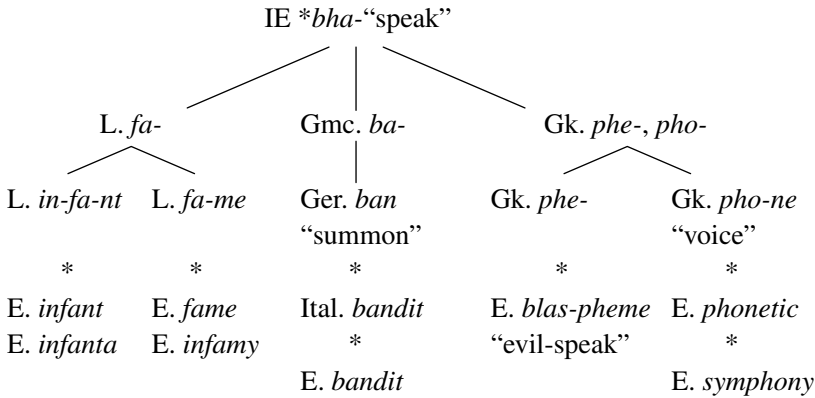 IE *bha-“speak”
L. fa- Gmc. ba- Gk. phe-, pho-
L. in-fa-nt L. fa-me Ger. ban Gk. phe- Gk. pho-ne
“summon” “voice”
* * * * *
E. infant E. fame Ital. bandit E. blas-pheme E. phonetic
E. infanta E. infamy * “evil-speak” *
E. bandit E. symphony